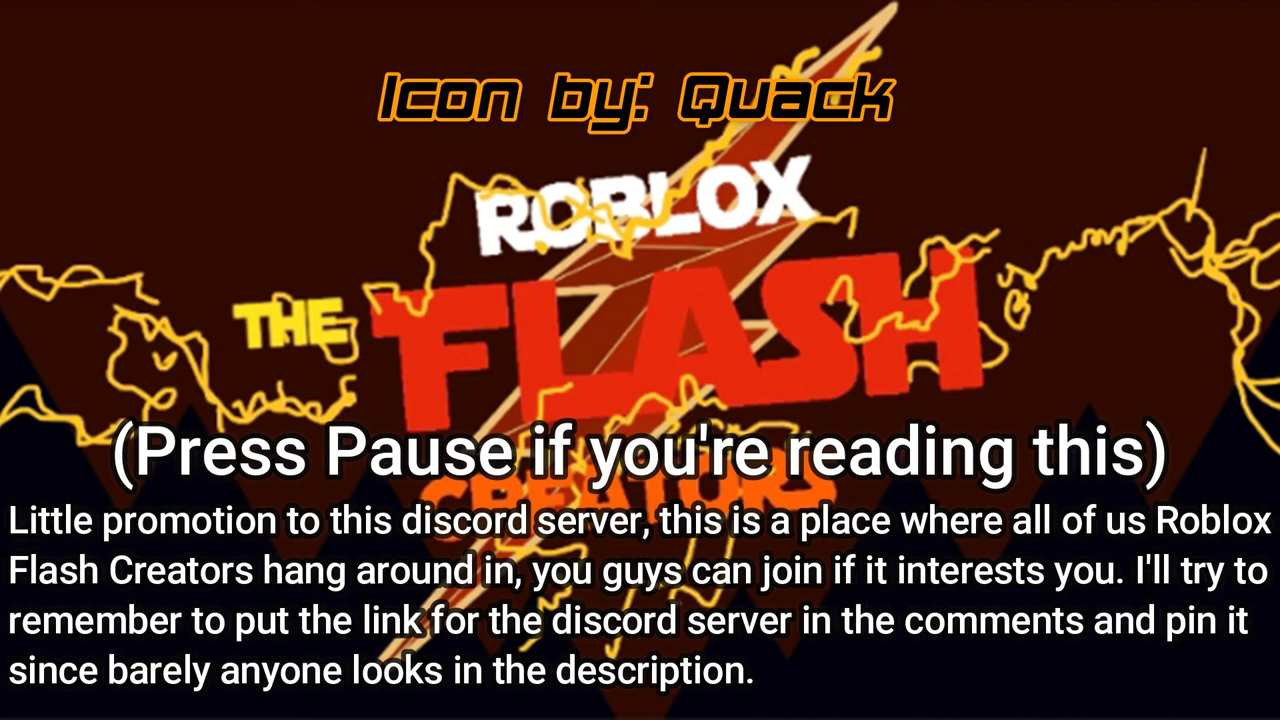 Icon by: Quack
ROBLOX
THE FLASH
(Press Pause if you're reading this)
CREATORS
Little promotion to this discord server, this is a place where all of us Roblox
Flash Creators hang around in, you guys can join if it interests you. I'll try to
remember to put the link for the discord server in the comments and pin it
since barely anyone looks in the description.